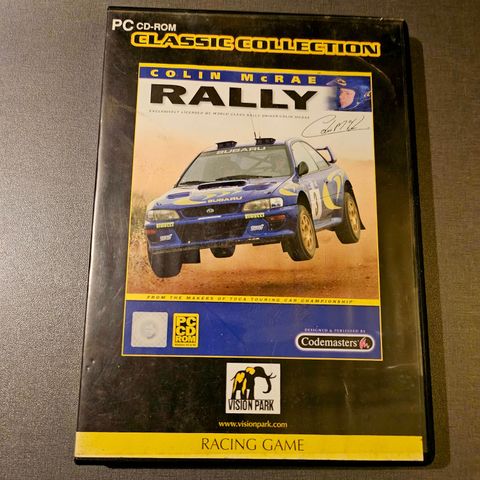 PC CD-ROM
CLASSIC COLLECTION
COLIN McRAE
RALLY
EXCLUSIVELY LICENSED BY WORLD CLASS RALLY DRIVER COLIN McRAE
SUBARU
SUBARU
PIRELLI
FROM THE MAKERS OF TOCA TOURING CAR CHAMPIONSHIP
PC
CD
ROM
DESIGNED & PUBLISHED BY
Codemasters
VISION PARK
www.visionpark.com
RACING GAME